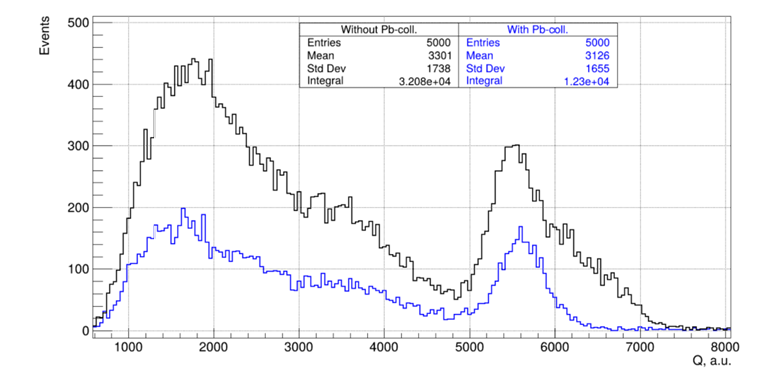 Events
500
400
300
200
100
0
Without Pb-coll.
Entries 5000
Mean 3301
Std Dev 1738
Integral 3.208e+04
With Pb-coll.
Entries 5000
Mean 3126
Std Dev 1655
Integral 1.23e+04
1000 2000 3000 4000 5000 6000 7000 8000
Q, a.u.